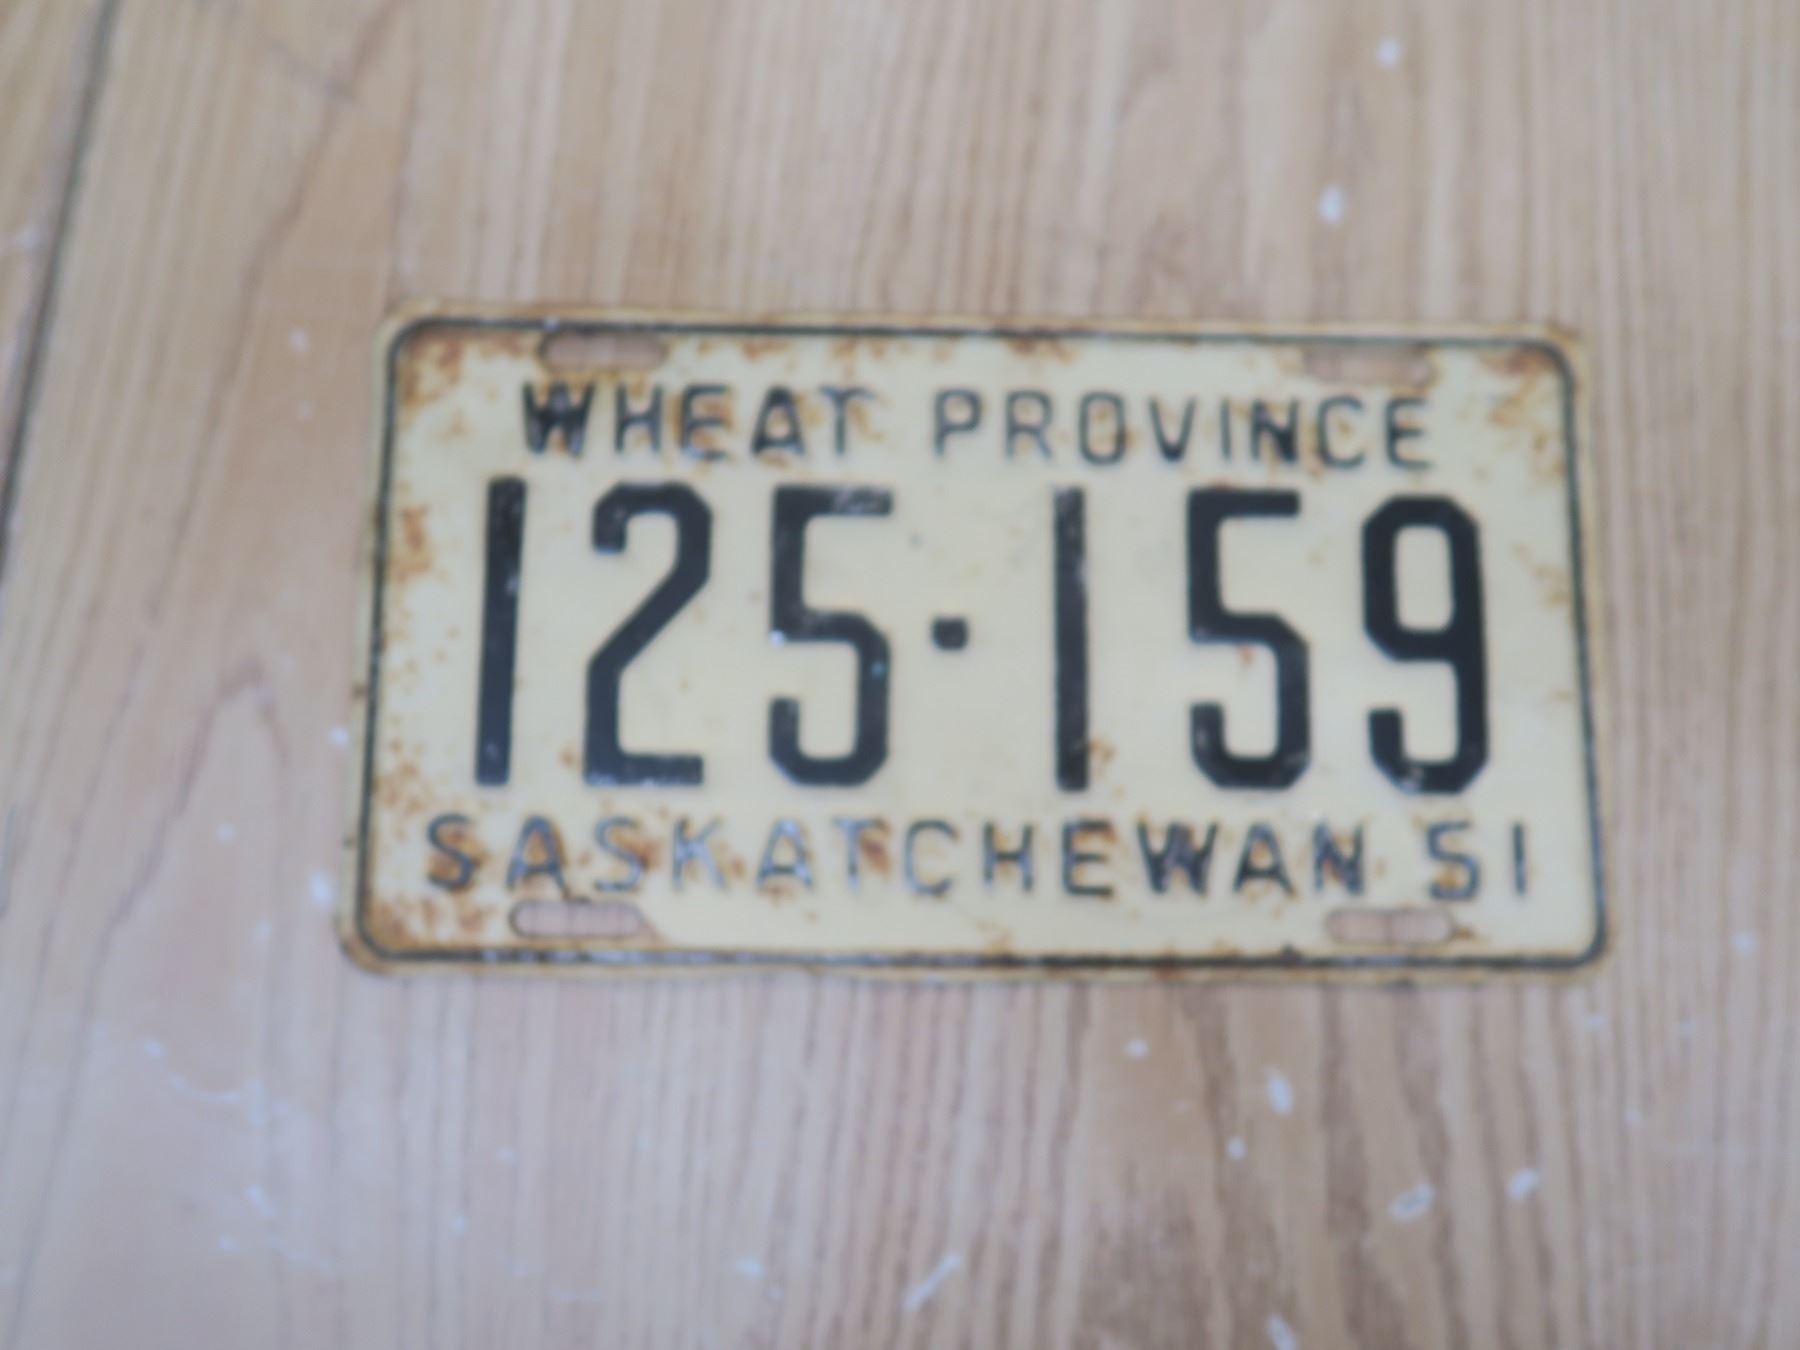 WHEAT PROVINCE
125·159
SASKATCHEWAN 51